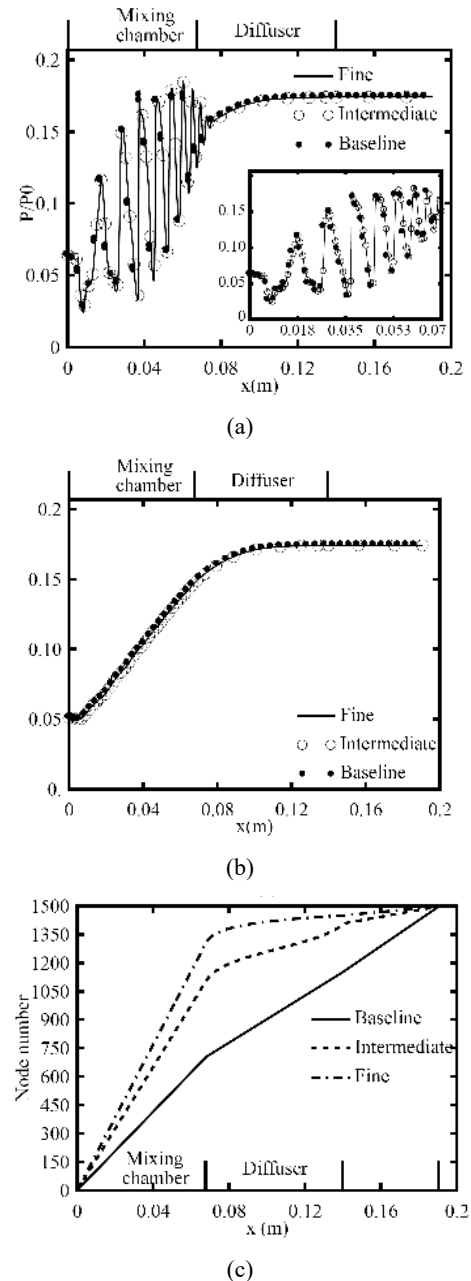 Mixing
chamber
Diffuser
0.2
0.15
0.1
0.05
0
P/P0
Fine
Intermediate
Baseline
0.15
0.10
0.05
0
0 0.018 0.035 0.053 0.07
0 0.04 0.08 0.12 0.16 0.2
x(m)
(a)
Mixing
chamber
Diffuser
0.2
0.15
0.10
0.05
0.
Fine
Intermediate
Baseline
0 0.04 0.08 0.12 0.16 0.2
x(m)
(b)
1500
1350
1200
1050
900
750
600
450
300
150
0
Node number
Baseline
Intermediate
Fine
Mixing
chamber
Diffuser
0 0.04 0.08 0.12 0.16 0.2
x (m)
(c)